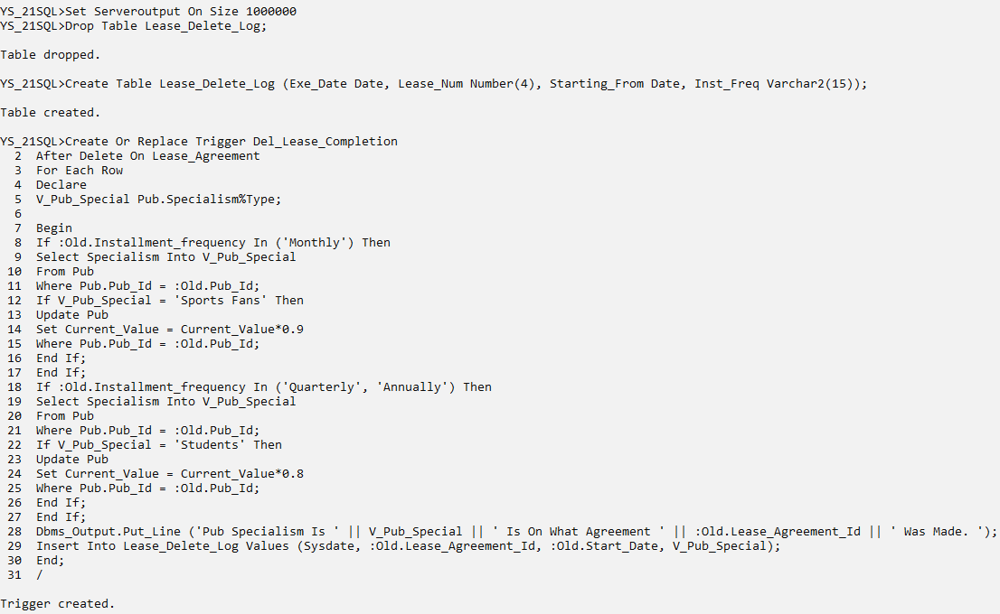 YS_21SQL>Set Serveroutput On Size 1000000
YS_21SQL>Drop Table Lease_Delete_Log;
Table dropped.
YS_21SQL>Create Table Lease_Delete_Log (Exe_Date Date, Lease_Num Number(4), Starting_From Date, Inst_Freq Varchar2(15));
Table created.
YS_21SQL>Create Or Replace Trigger Del_Lease_Completion
2 After Delete On Lease_Agreement
3 For Each Row
4 Declare
5 V_Pub_Special Pub.Specialism%Type;
6
7 Begin
8 If :Old.Installment_frequency In ('Monthly') Then
9 Select Specialism Into V_Pub_Special
10 From Pub
11 Where Pub.Pub_Id = :Old.Pub_Id;
12 If V_Pub_Special = 'Sports Fans' Then
13 Update Pub
14 Set Current_Value = Current_Value*0.9
15 Where Pub.Pub_Id = :Old.Pub_Id;
16 End If;
17 End If;
18 If :Old.Installment_frequency In ('Quarterly', 'Annually') Then
19 Select Specialism Into V_Pub_Special
20 From Pub
21 Where Pub.Pub_Id = :Old.Pub_Id;
22 If V_Pub_Special = 'Students' Then
23 Update Pub
24 Set Current_Value = Current_Value*0.8
25 Where Pub.Pub_Id = :Old.Pub_Id;
26 End If;
27 End If;
28 Dbms_Output.Put_Line ('Pub Specialism Is ' || V_Pub_Special || ' Is On What Agreement ' || :Old.Lease_Agreement_Id || ' Was Made. ');
29 Insert Into Lease_Delete_Log Values (Sysdate, :Old.Lease_Agreement_Id, :Old.Start_Date, V_Pub_Special);
30 End;
31 /
Trigger created.